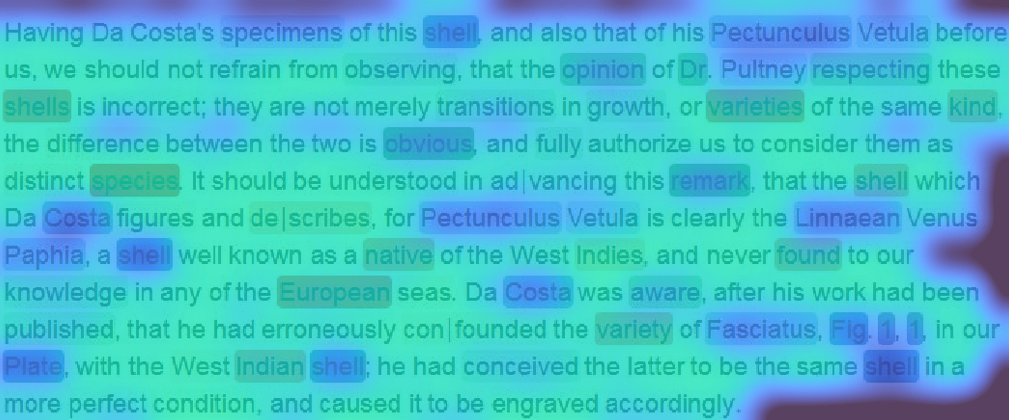 Having Da Costa's specimens of this shell, and also that of his Pectunculus Vetula before
us, we should not refrain from observing, that the opinion of Dr. Pultney respecting these
shells is incorrect; they are not merely transitions in growth, or varieties of the same kind,
the difference between the two is obvious, and fully authorize us to consider them as
distinct species. It should be understood in ad|vancing this remark, that the shell which
Da Costa figures and de|scribes, for Pectunculus Vetula is clearly the Linnaean Venus
Paphia, a shell well known as a native of the West Indies, and never found to our
knowledge in any of the European seas. Da Costa was aware, after his work had been
published, that he had erroneously con|founded the variety of Fasciatus, Fig. 1, 1, in our
Plate, with the West Indian shell; he had conceived the latter to be the same shell in a
more perfect condition, and caused it to be engraved accordingly.